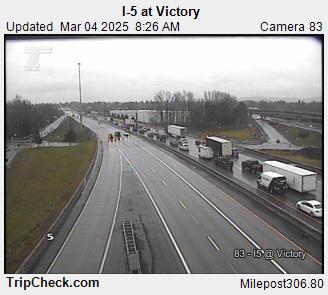 I-5 at Victory
Updated Mar 04 2025 8:26 AM Camera 83
S
83 - I5 @ Victory
TripCheck.com Milepost306.80